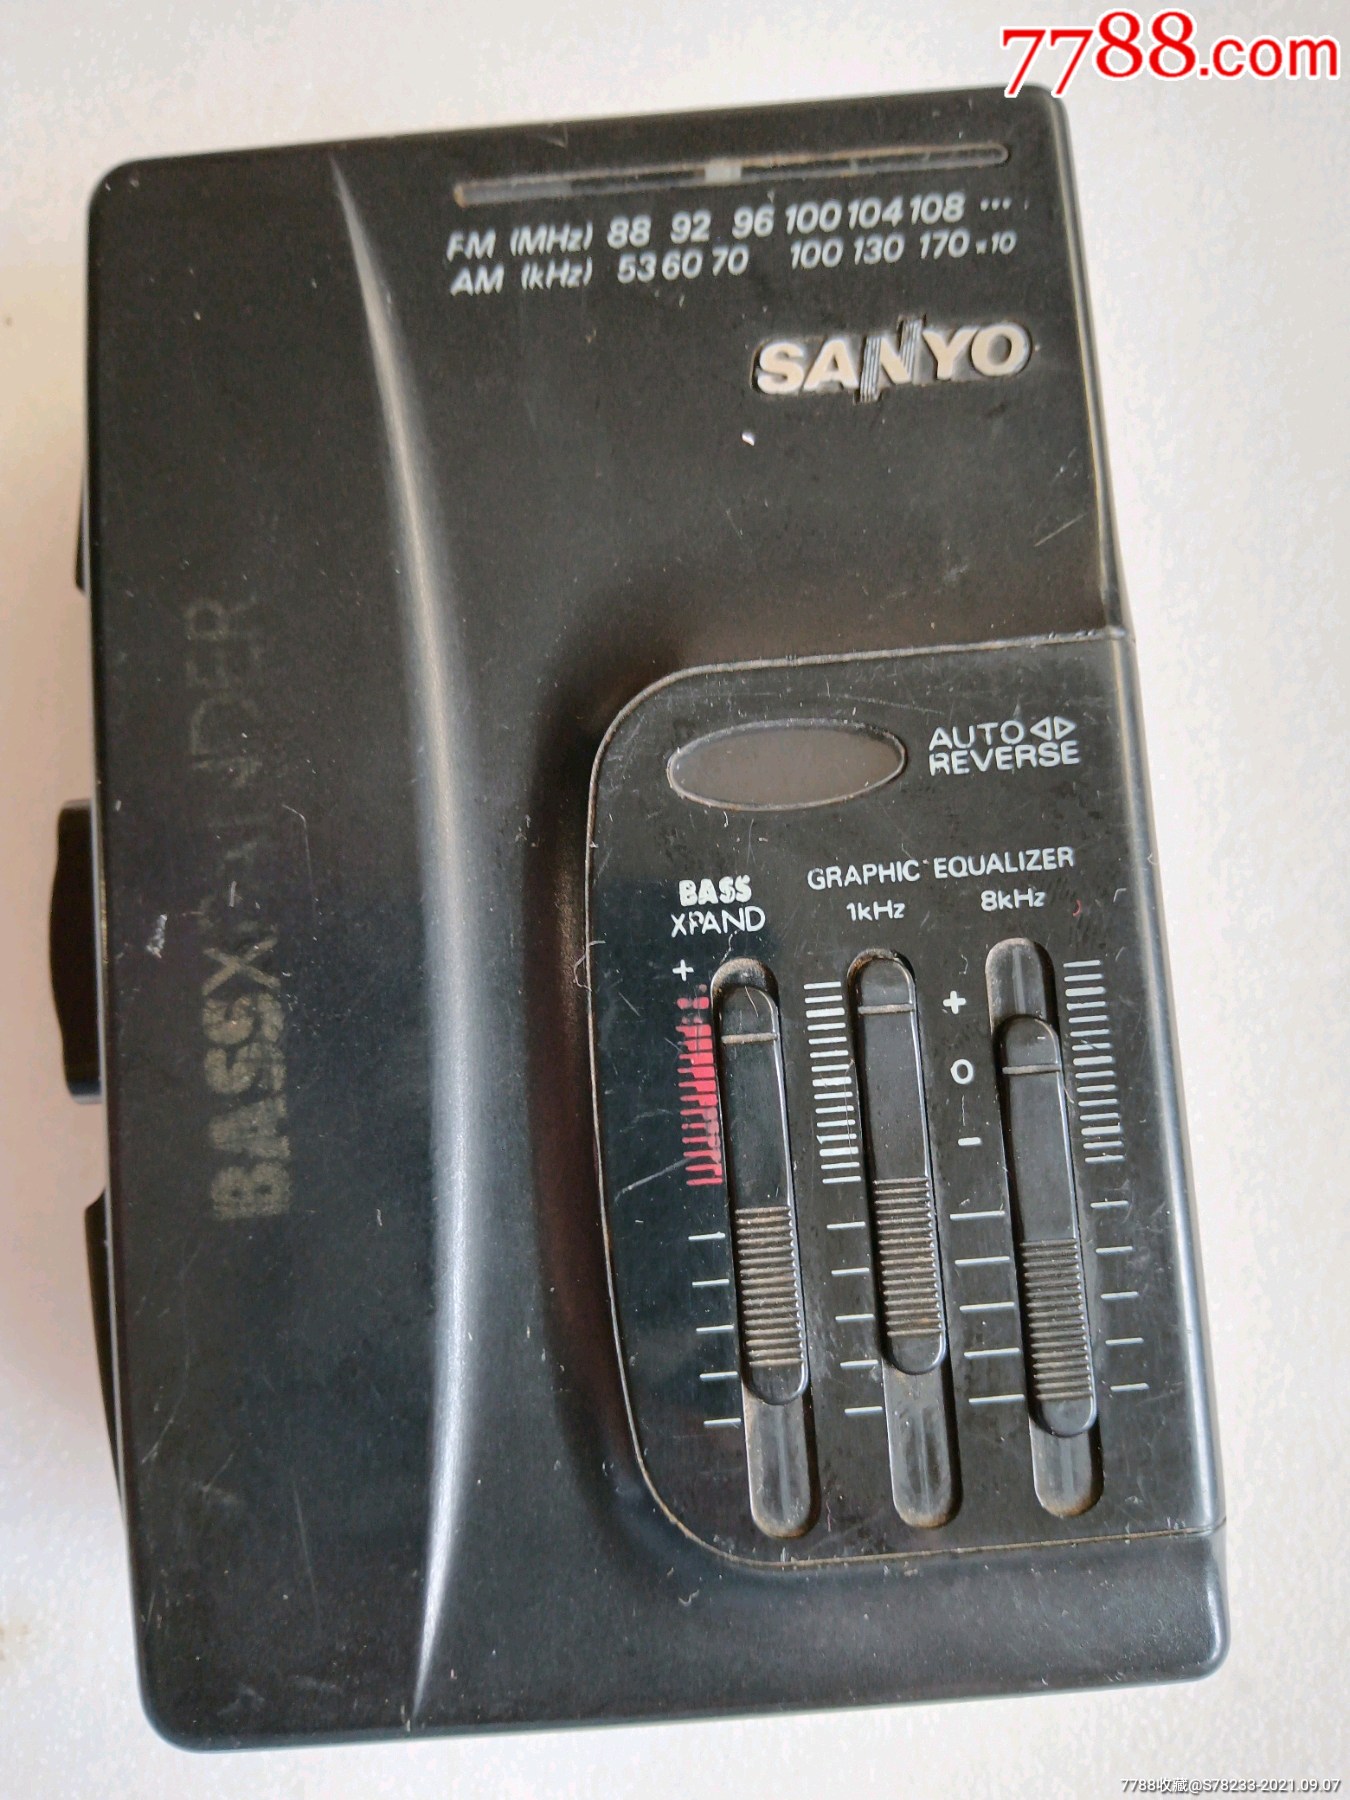 7788.com
FM (MHz) 88 92 96 100 104 108 ...
AM (kHz) 53 60 70 100 130 170 ×10
SANYO
AUTO ◁▷
REVERSE
GRAPHIC EQUALIZER
BASS
XPAND
1kHz
8kHz
+
+
0
-
BASSXPANDER
7788收藏@S78233-2021.09.07